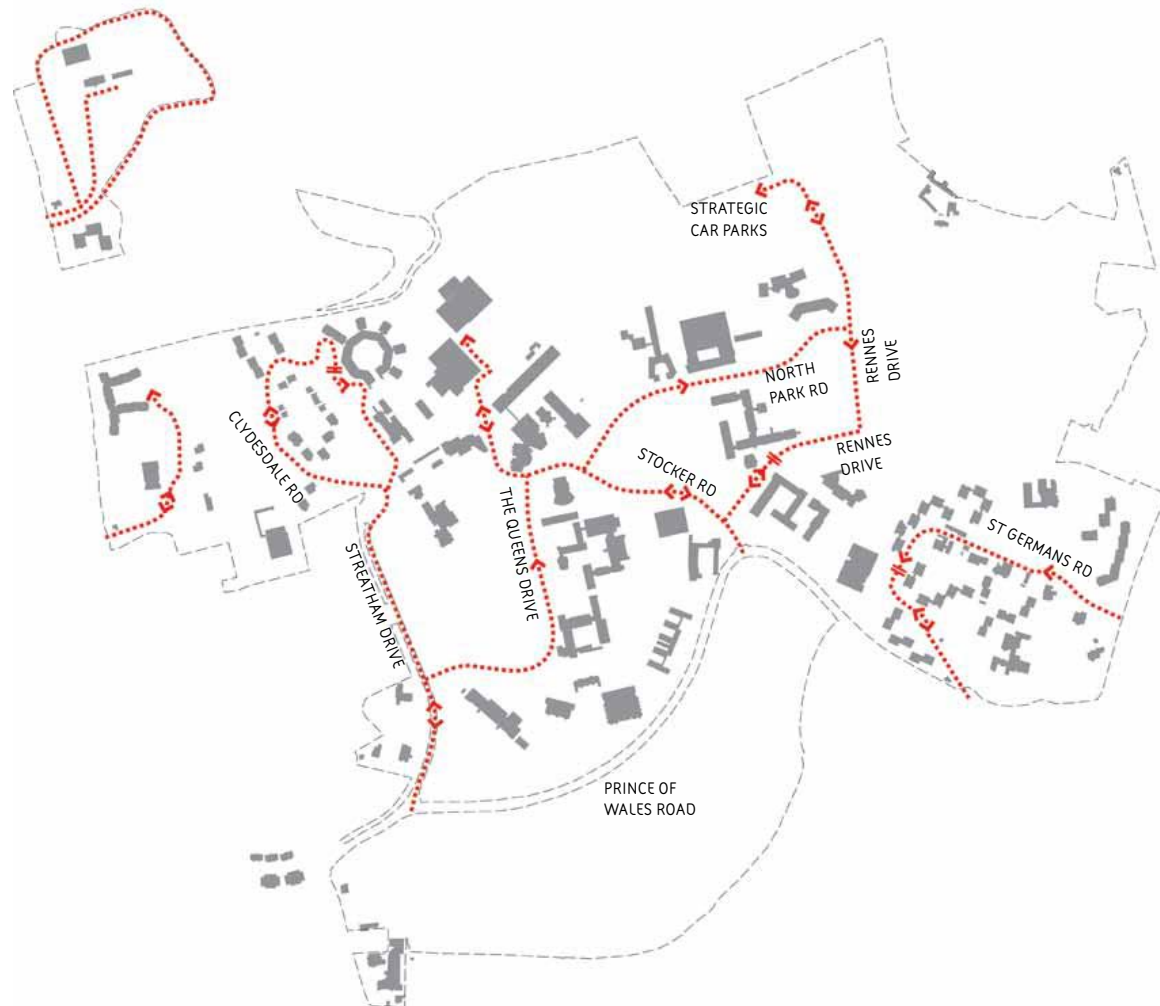 STRATEGIC
CAR PARKS
RENNES
DRIVE
NORTH
PARK RD
CLYDESDALE RD
STOCKER RD
RENNES
DRIVE
THE QUEENS DRIVE
ST GERMANS RD
STREATHAM DRIVE
PRINCE OF
WALES ROAD